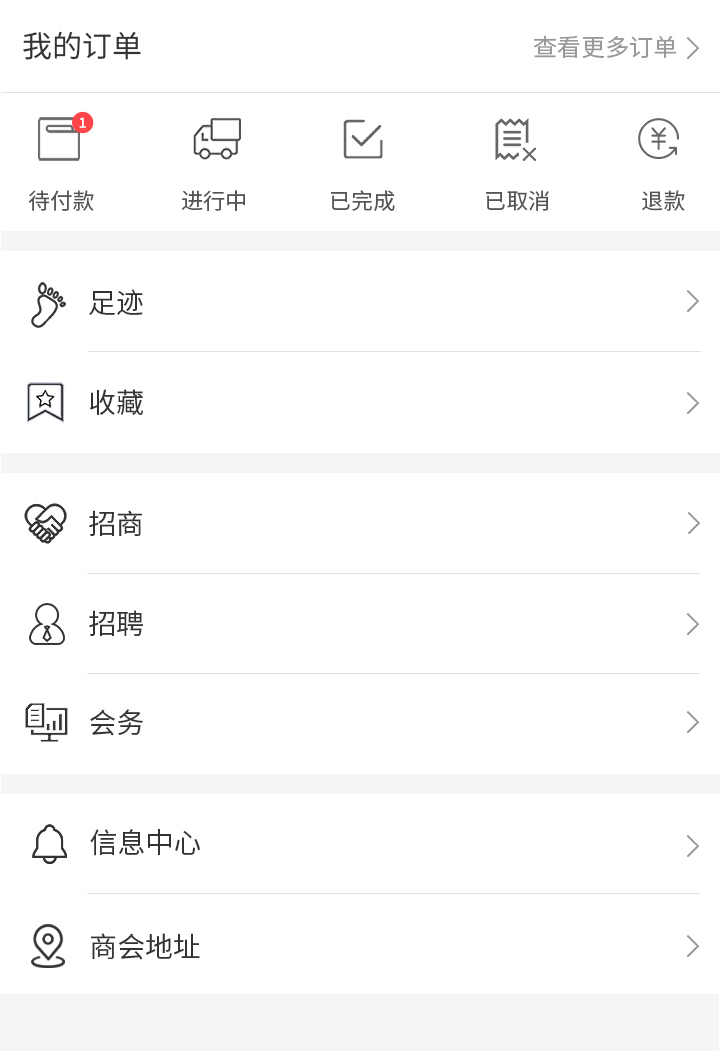 我的订单 查看更多订单
1
待付款 进行中 已完成 已取消 退款
足迹
收藏
招商
招聘
会务
信息中心
商会地址